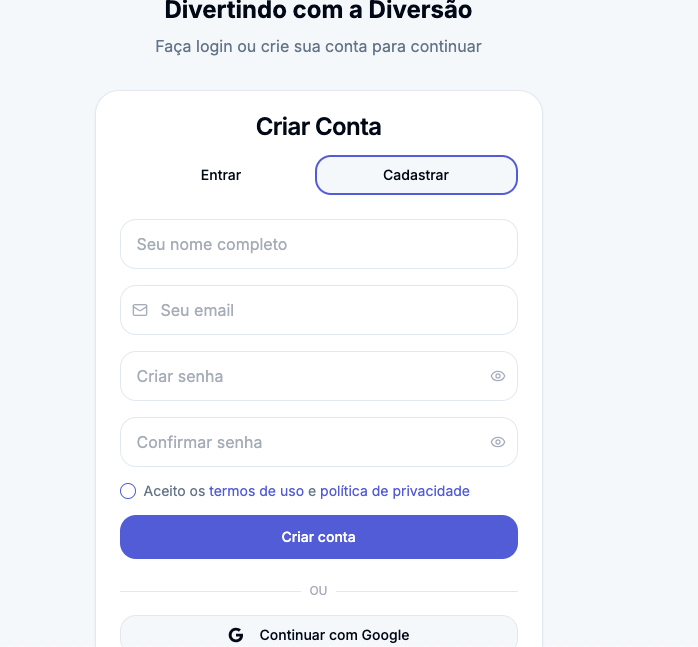 Divertindo com a Diversão
Faça login ou crie sua conta para continuar
Criar Conta
Entrar
Cadastrar
Seu nome completo
Seu email
Criar senha
Confirmar senha
Aceito os termos de uso e política de privacidade
Criar conta
OU
Continuar com Google